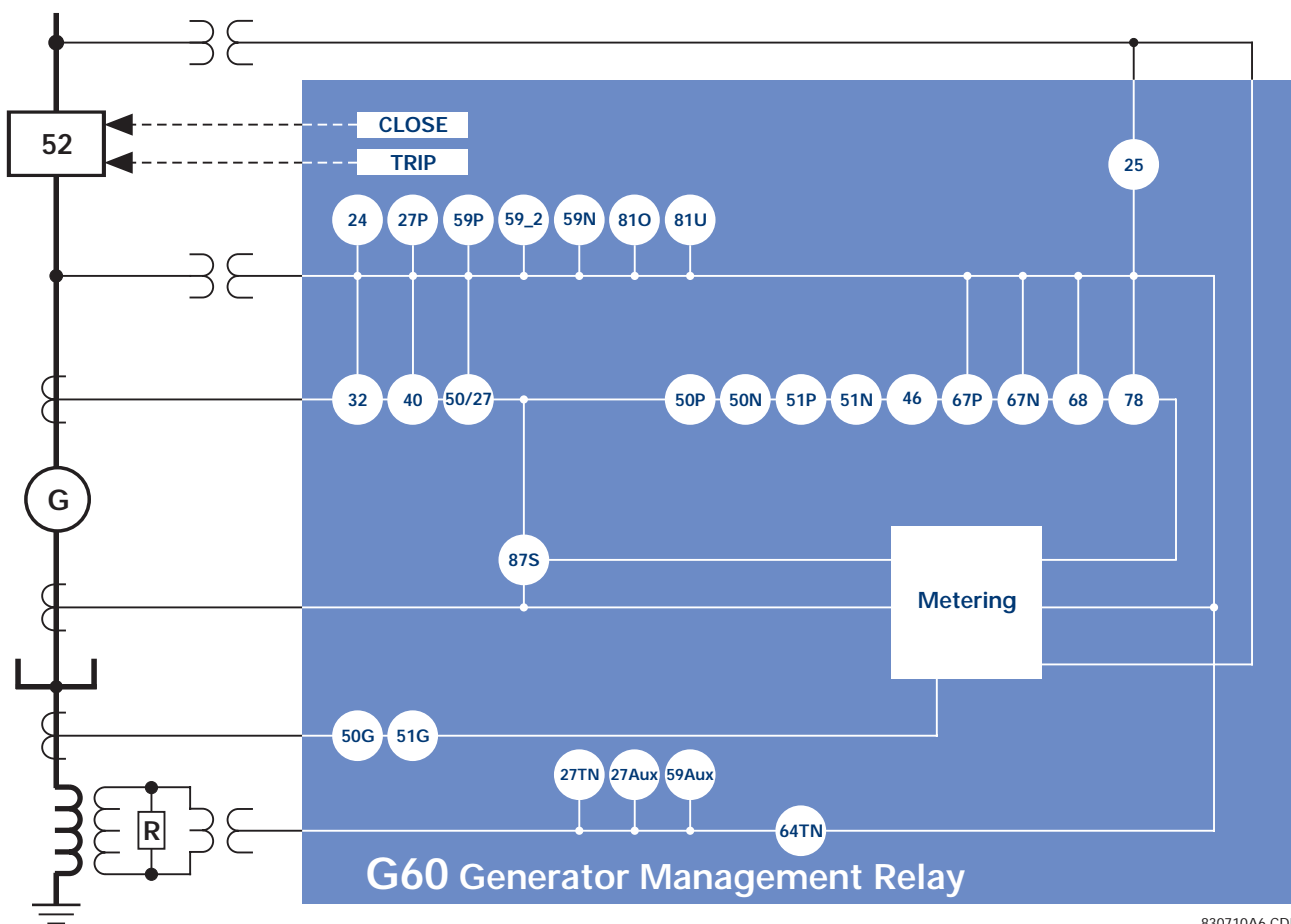 52
CLOSE
TRIP
25
24 27P 59P 59_2 59N 81O 81U
32 40 50/27 50P 50N 51P 51N 46 67P 67N 68 78
G
87S
Metering
50G 51G
27TN 27Aux 59Aux
R
64TN
G60 Generator Management Relay